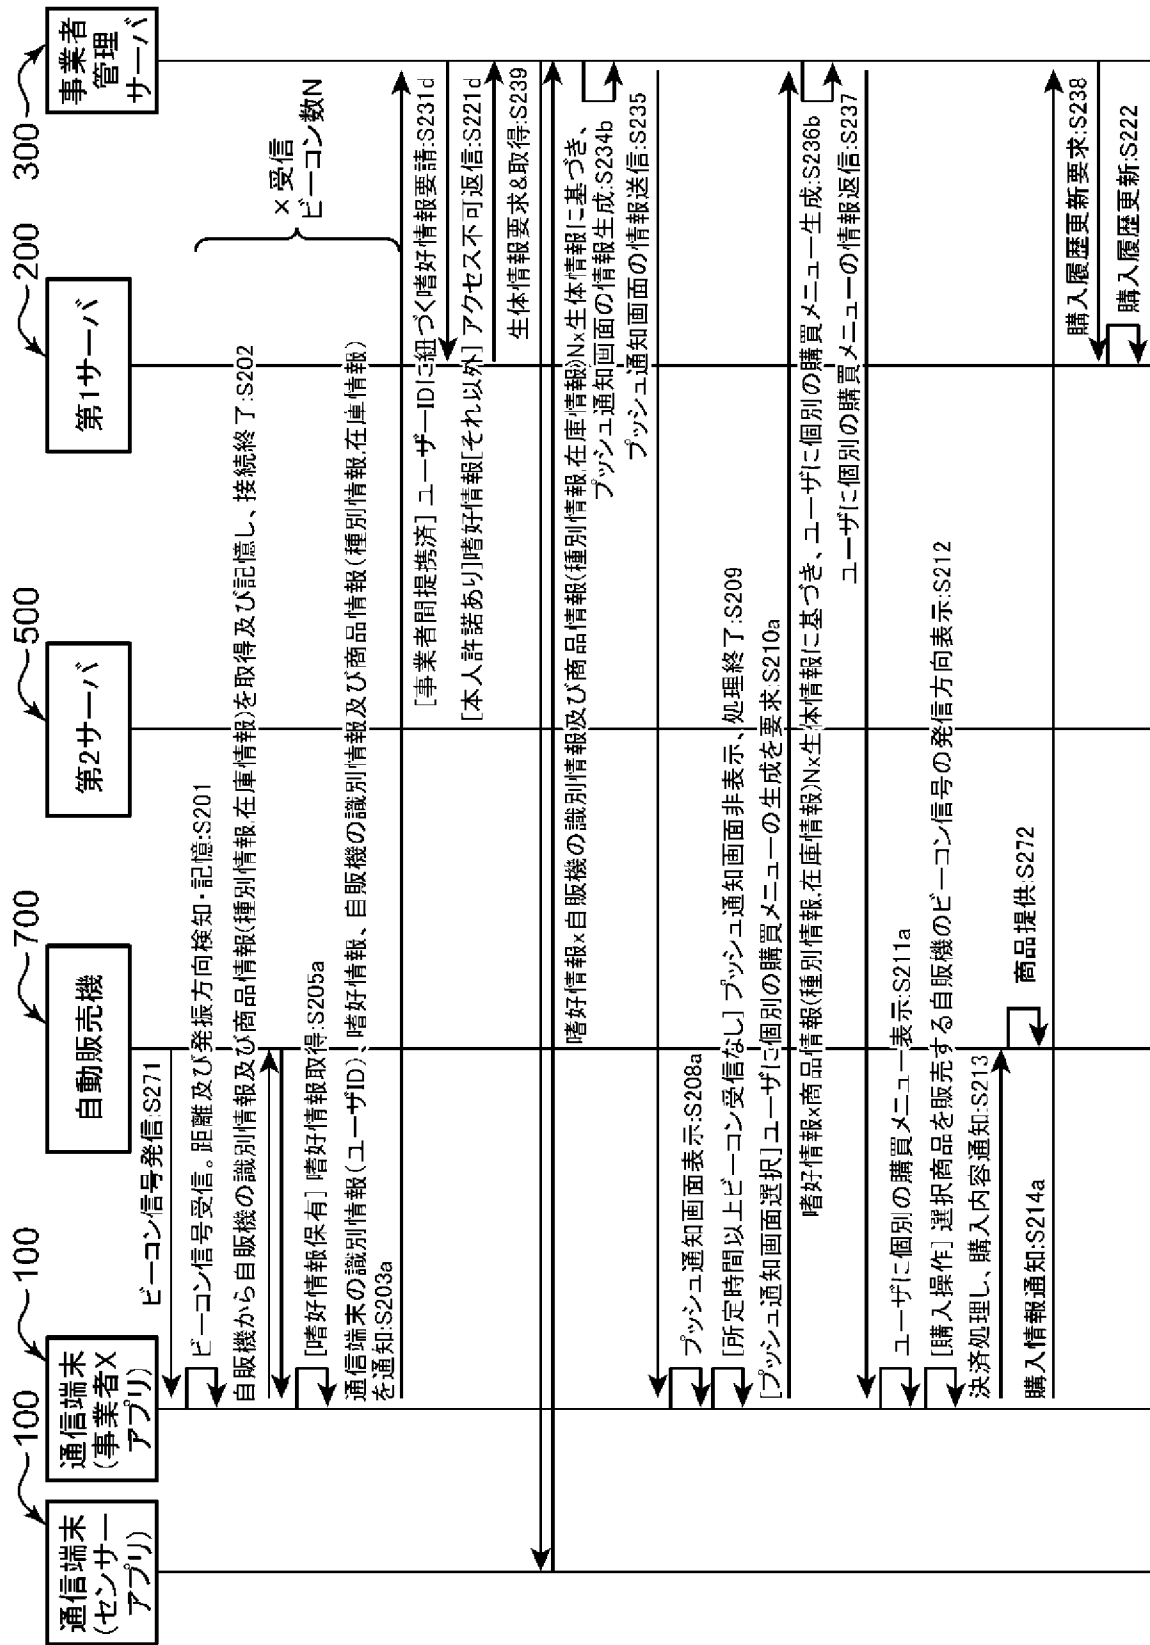 100
通信端末
(センサー
アプリ)
100
通信端末
(事業者X
アプリ)
700
自動販売機
500
第2サーバ
200
第1サーバ
300
事業者
管理
サーバ
ビーコン信号発信:S271
ビーコン信号受信。距離及び発振方向検知・記憶:S201
自販機から自販機の識別情報及び商品情報(種別情報,在庫情報)を取得及び記憶し、接続終了:S202
×受信
ビーコン数N
[嗜好情報保有] 嗜好情報取得:S205a
通信端末の識別情報(ユーザID)、嗜好情報、自販機の識別情報及び商品情報(種別情報,在庫情報)
を通知:S203a
[事業者間提携済] ユーザーIDに紐づく嗜好情報要請:S231d
[本人許諾あり]嗜好情報[それ以外] アクセス不可返信:S221d
生体情報要求&取得:S239
嗜好情報x自販機の識別情報及び商品情報(種別情報,在庫情報)Nx生体情報に基づき、
プッシュ通知画面の情報生成:S234b
プッシュ通知画面の情報送信:S235
プッシュ通知画面表示:S208a
[所定時間以上ビーコン受信なし] プッシュ通知画面非表示、処理終了:S209
[プッシュ通知画面選択] ユーザに個別の購買メニューの生成を要求:S210a
嗜好情報x商品情報(種別情報,在庫情報)Nx生体情報に基づき、ユーザに個別の購買メニュー生成:S236b
ユーザに個別の購買メニューの情報返信:S237
ユーザに個別の購買メニュー表示:S211a
[購入操作] 選択商品を販売する自販機のビーコン信号の発信方向表示:S212
決済処理し、購入内容通知:S213
商品提供:S272
購入情報通知:S214a
購入履歴更新要求:S238
購入履歴更新:S222